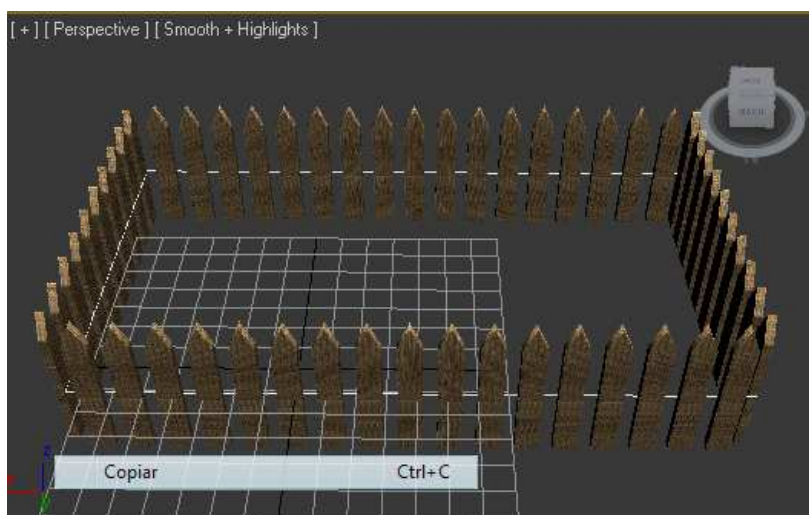 [ + ] [ Perspective ] [ Smooth + Highlights ]
z
Copiar Ctrl+C